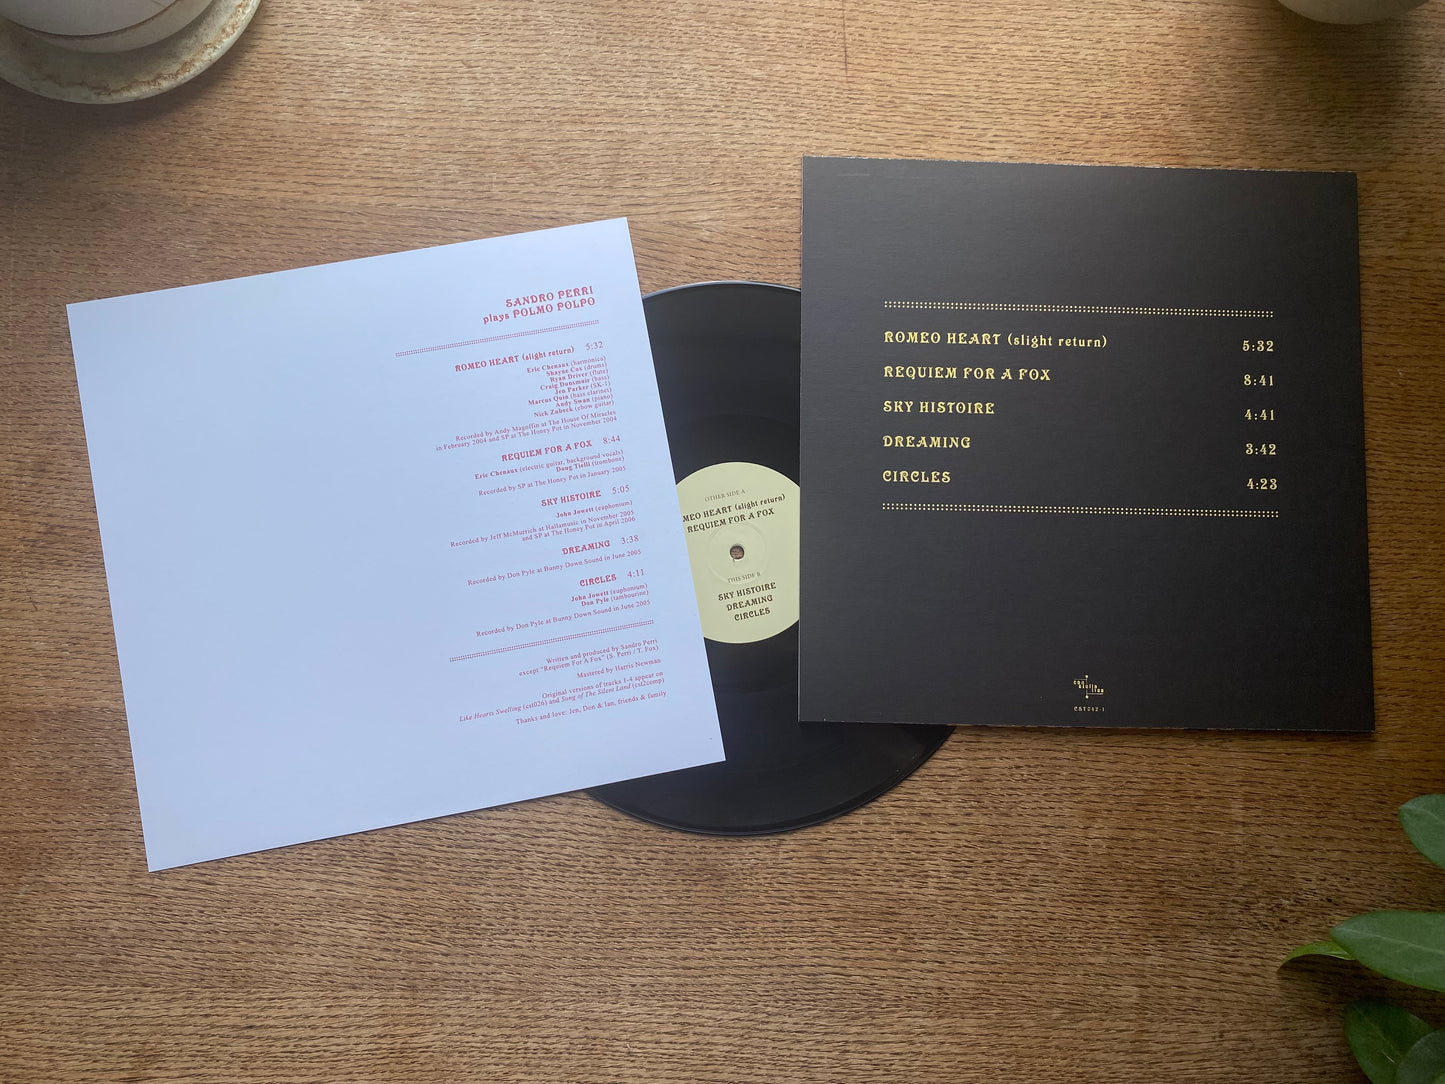 SANDRO PERRI
plays POLMO POLPO
ROMEO HEART (slight return) 5:32
Eric Chenaux (harmonica)
Shayne Cox (drums)
Ryan Driver (flute)
Craig Donsmuir (bass)
Jen Parker (SK-1)
Marcus Quin (bass clarinet)
Andy Swan (piano)
Nick Zubeck (ebow guitar)
Recorded by Andy Magoffin at The House Of Miracles
in February 2004 and SP at The Honey Pot in November 2004
REQUIEM FOR A FOX 8:44
Eric Chenaux (electric guitar, background vocals)
Doug Tielli (trombone)
Recorded by SP at The Honey Pot in January 2005
SKY HISTOIRE 5:05
John Jowett (euphonium)
Recorded by Jeff McMurrich at Hallamusic in November 2005
and SP at The Honey Pot in April 2006
DREAMING 3:38
Recorded by Don Pyle at Bunny Down Sound in June 2005
CIRCLES 4:11
John Jowett (euphonium)
Don Pyle (tambourine)
Recorded by Don Pyle at Bunny Down Sound in June 2005
Written and produced by Sandro Perri
except "Requiem For A Fox" (S. Perri / T. Fox)
Mastered by Harris Newman
Original versions of tracks 1-4 appear on
Like Hearts Swelling (cst026) and Song of The Silent Land (cst2comp)
Thanks and love: Jen, Don & Ian, friends & family
OTHER SIDE A
MEO HEART (slight return)
REQUIEM FOR A FOX
THIS SIDE B
SKY HISTOIRE
DREAMING
CIRCLES
ROMEO HEART (slight return) 5:32
REQUIEM FOR A FOX 8:41
SKY HISTOIRE 4:41
DREAMING 3:42
CIRCLES 4:23
con
stella
tion
CST042-1